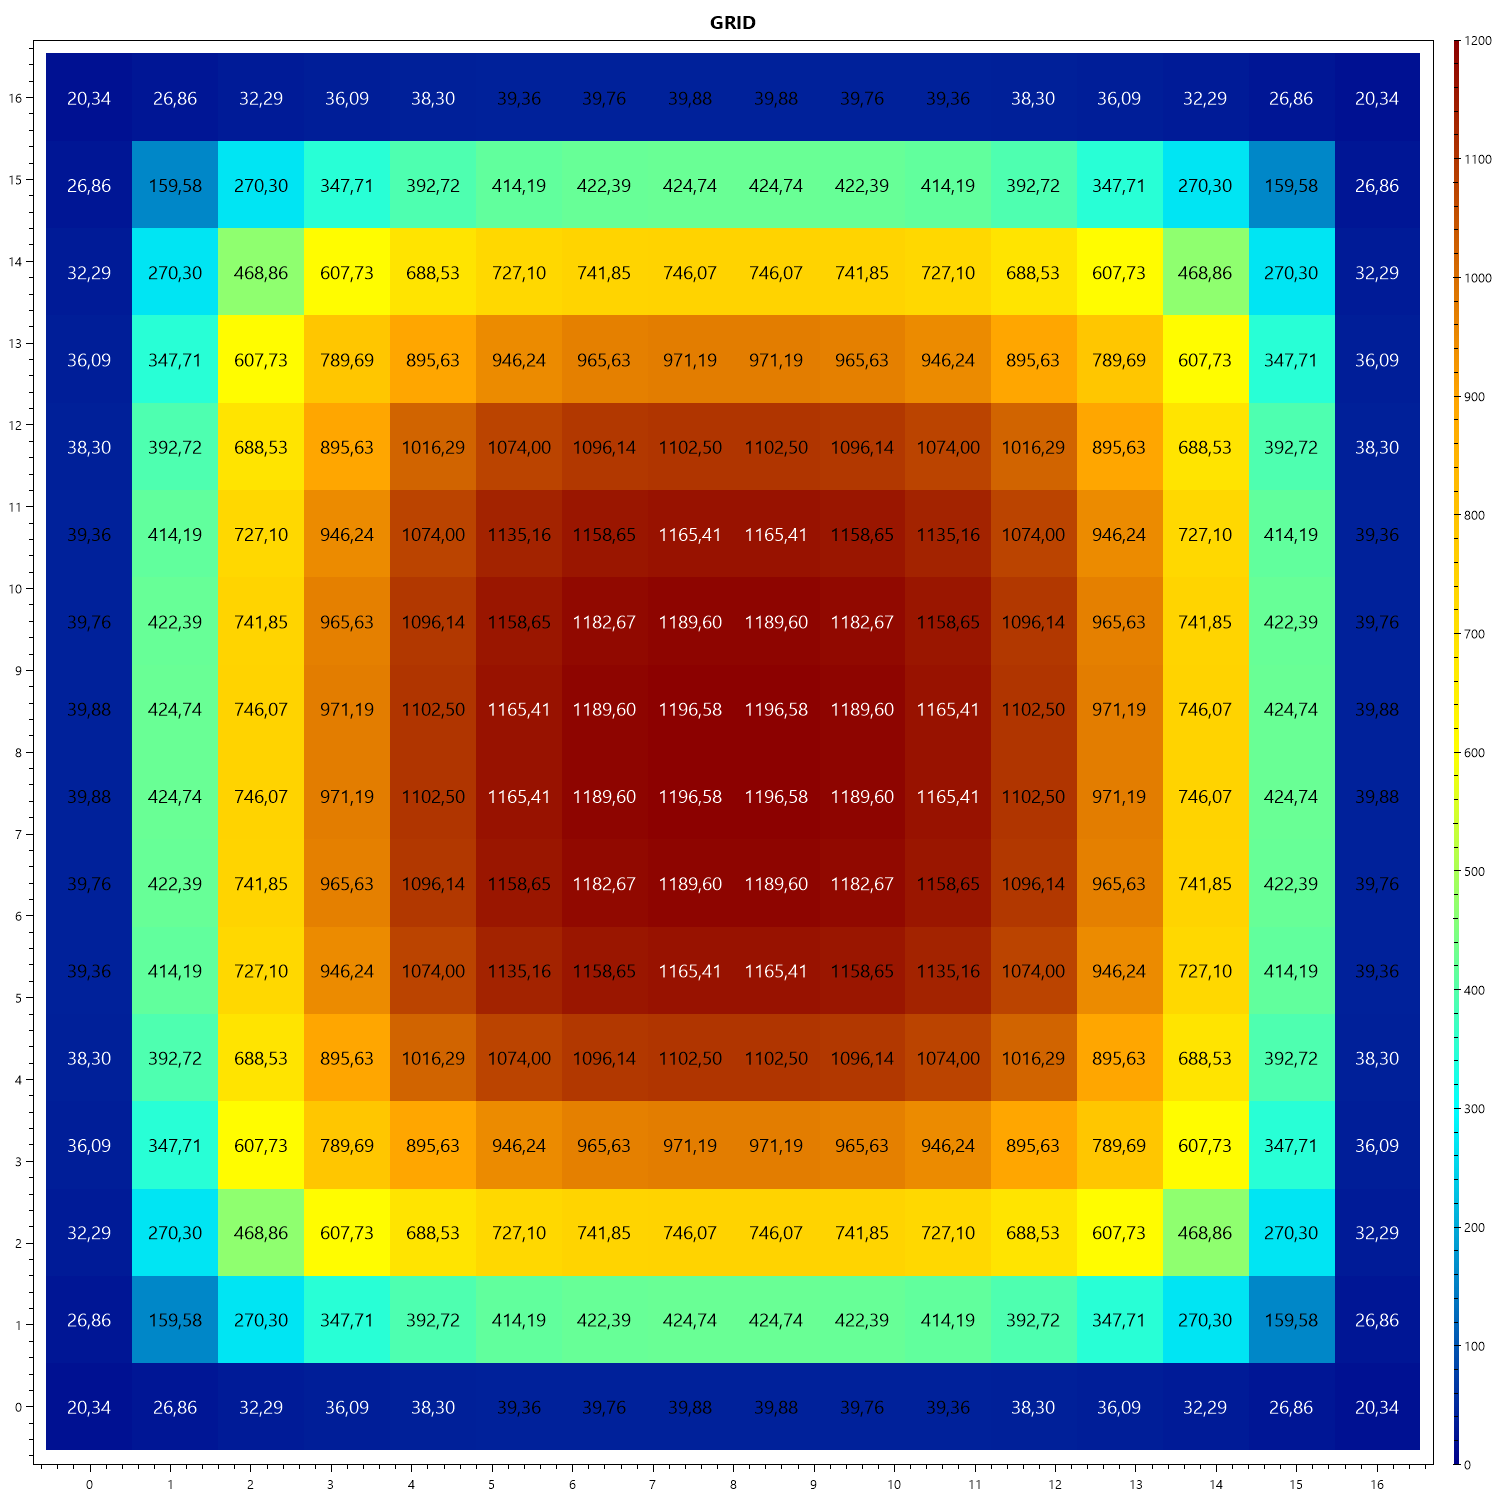 GRID
20,34 26,86 32,29 36,09 38,30 39,36 39,76 39,88 39,88 39,76 39,36 38,30 36,09 32,29 26,86 20,34
26,86 159,58 270,30 347,71 392,72 414,19 422,39 424,74 424,74 422,39 414,19 392,72 347,71 270,30 159,58 26,86
32,29 270,30 468,86 607,73 688,53 727,10 741,85 746,07 746,07 741,85 727,10 688,53 607,73 468,86 270,30 32,29
36,09 347,71 607,73 789,69 895,63 946,24 965,63 971,19 971,19 965,63 946,24 895,63 789,69 607,73 347,71 36,09
38,30 392,72 688,53 895,63 1016,29 1074,00 1096,14 1102,50 1102,50 1096,14 1074,00 1016,29 895,63 688,53 392,72 38,30
39,36 414,19 727,10 946,24 1074,00 1135,16 1158,65 1165,41 1165,41 1158,65 1135,16 1074,00 946,24 727,10 414,19 39,36
39,76 422,39 741,85 965,63 1096,14 1158,65 1182,67 1189,60 1189,60 1182,67 1158,65 1096,14 965,63 741,85 422,39 39,76
39,88 424,74 746,07 971,19 1102,50 1165,41 1189,60 1196,58 1196,58 1189,60 1165,41 1102,50 971,19 746,07 424,74 39,88
39,88 424,74 746,07 971,19 1102,50 1165,41 1189,60 1196,58 1196,58 1189,60 1165,41 1102,50 971,19 746,07 424,74 39,88
39,76 422,39 741,85 965,63 1096,14 1158,65 1182,67 1189,60 1189,60 1182,67 1158,65 1096,14 965,63 741,85 422,39 39,76
39,36 414,19 727,10 946,24 1074,00 1135,16 1158,65 1165,41 1165,41 1158,65 1135,16 1074,00 946,24 727,10 414,19 39,36
38,30 392,72 688,53 895,63 1016,29 1074,00 1096,14 1102,50 1102,50 1096,14 1074,00 1016,29 895,63 688,53 392,72 38,30
36,09 347,71 607,73 789,69 895,63 946,24 965,63 971,19 971,19 965,63 946,24 895,63 789,69 607,73 347,71 36,09
32,29 270,30 468,86 607,73 688,53 727,10 741,85 746,07 746,07 741,85 727,10 688,53 607,73 468,86 270,30 32,29
26,86 159,58 270,30 347,71 392,72 414,19 422,39 424,74 424,74 422,39 414,19 392,72 347,71 270,30 159,58 26,86
20,34 26,86 32,29 36,09 38,30 39,36 39,76 39,88 39,88 39,76 39,36 38,30 36,09 32,29 26,86 20,34
16
15
14
13
12
11
10
9
8
7
6
5
4
3
2
1
0
0 1 2 3 4 5 6 7 8 9 10 11 12 13 14 15 16
1200
1100
1000
900
800
700
600
500
400
300
200
100
0